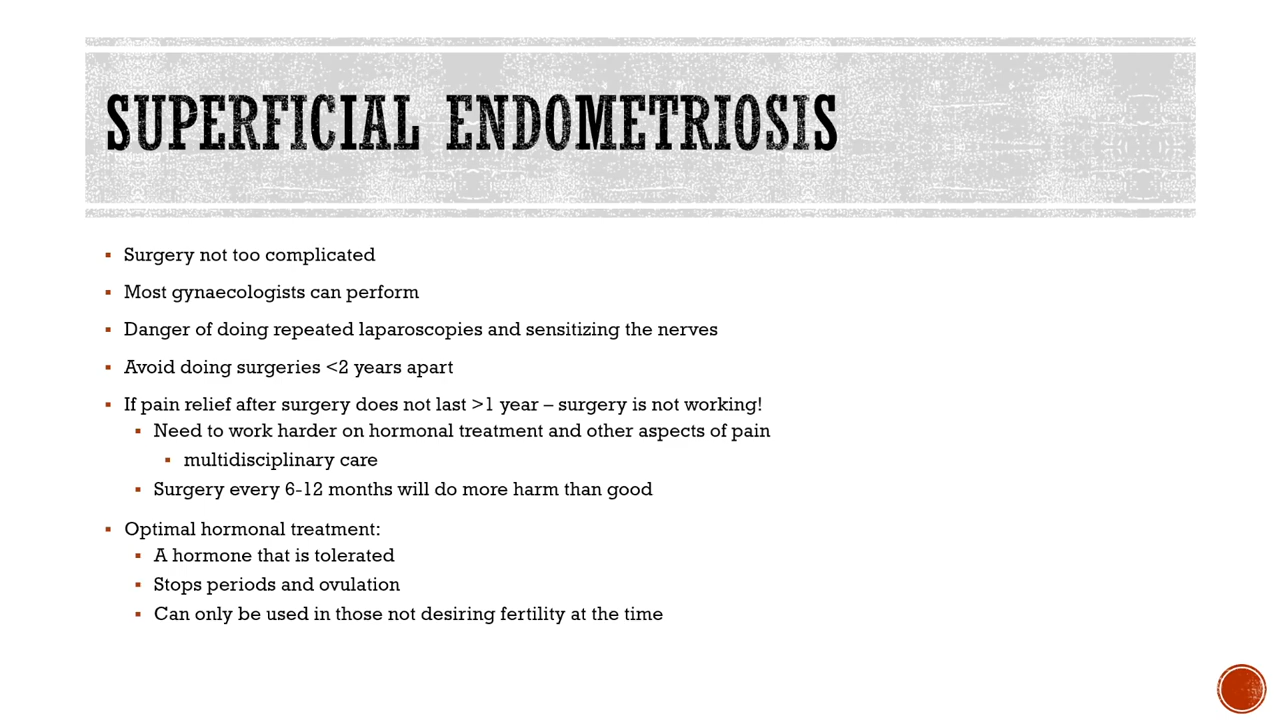 SUPERFICIAL ENDOMETRIOSIS
▪ Surgery not too complicated
▪ Most gynaecologists can perform
▪ Danger of doing repeated laparoscopies and sensitizing the nerves
▪ Avoid doing surgeries <2 years apart
▪ If pain relief after surgery does not last >1 year – surgery is not working!
▪ Need to work harder on hormonal treatment and other aspects of pain
▪ multidisciplinary care
▪ Surgery every 6-12 months will do more harm than good
▪ Optimal hormonal treatment:
▪ A hormone that is tolerated
▪ Stops periods and ovulation
▪ Can only be used in those not desiring fertility at the time